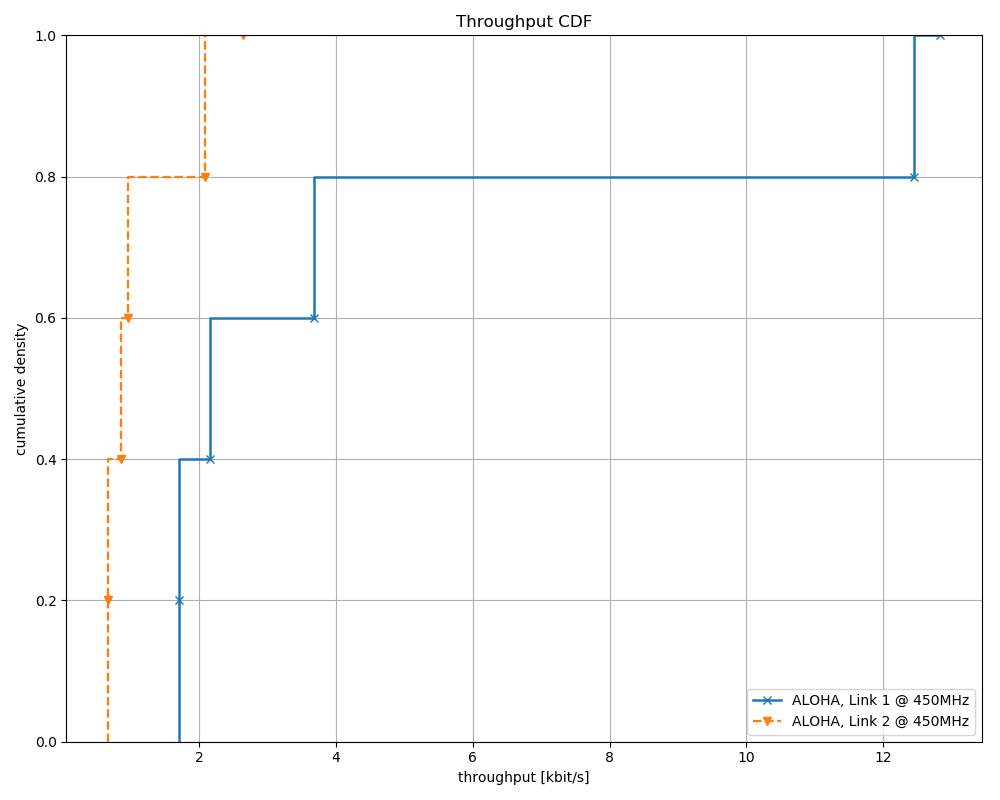 Throughput CDF
1.0
0.8
0.6
0.4
0.2
0.0
cumulative density
2 4 6 8 10 12
throughput [kbit/s]
ALOHA, Link 1 @ 450MHz
ALOHA, Link 2 @ 450MHz